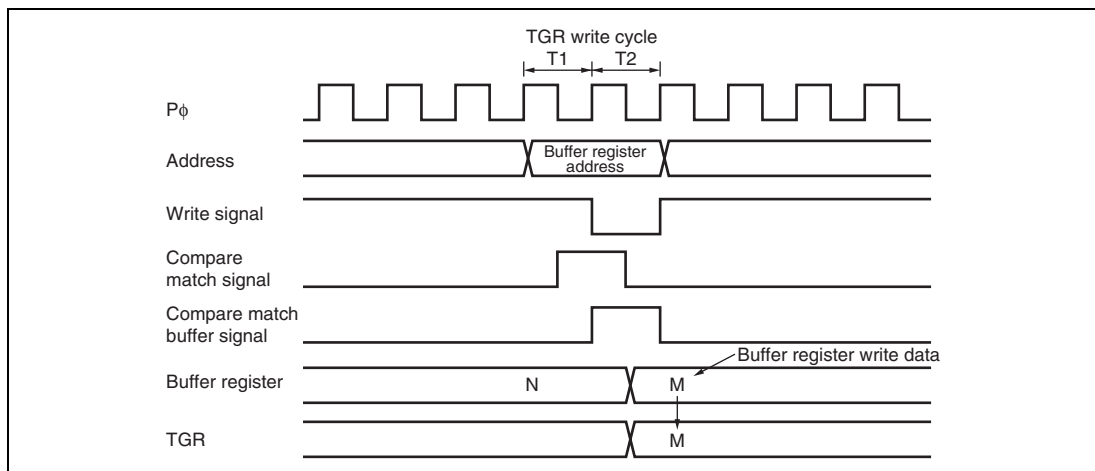 TGR write cycle
T1 T2
Pϕ
Address
Buffer register
address
Write signal
Compare
match signal
Compare match
buffer signal
Buffer register write data
Buffer register
N M
TGR
M